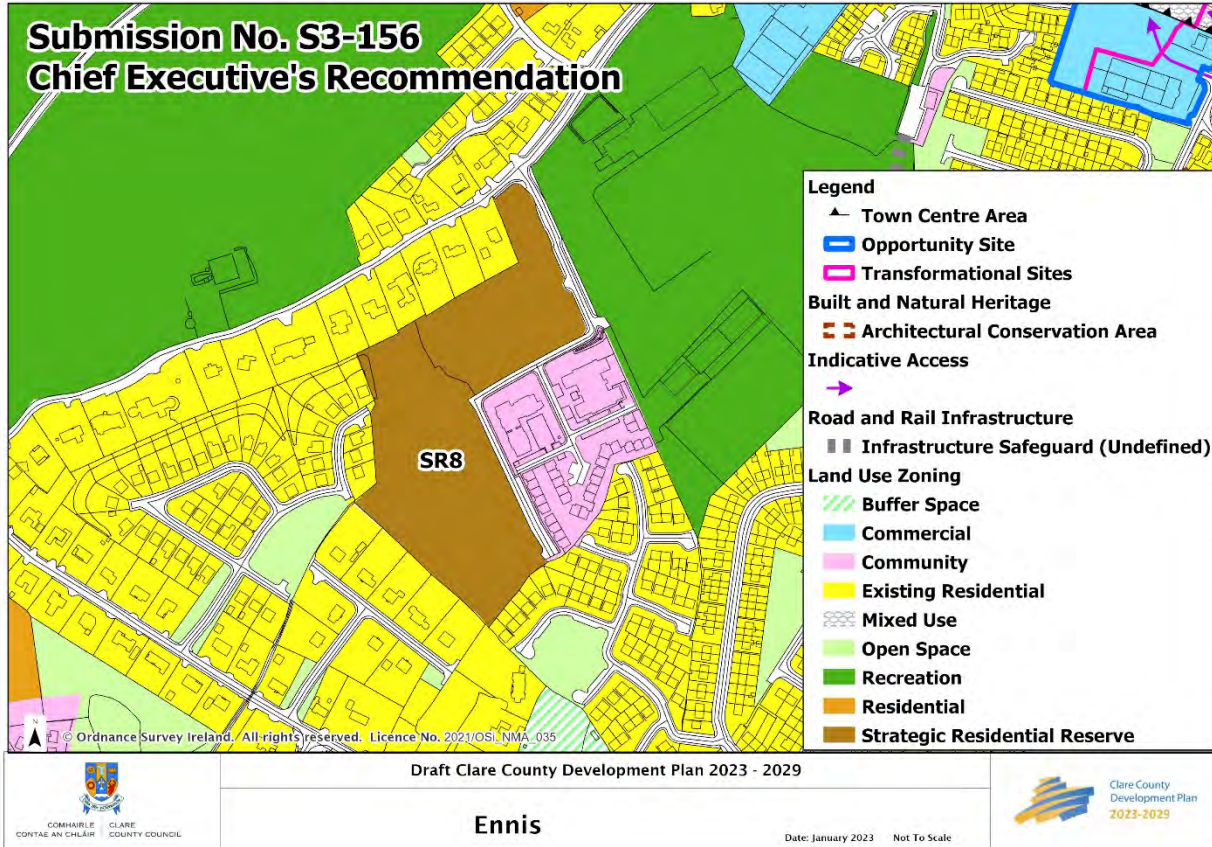 Submission No. S3-156
Chief Executive's Recommendation
Legend
Town Centre Area
Opportunity Site
Transformational Sites
Built and Natural Heritage
Architectural Conservation Area
Indicative Access
Road and Rail Infrastructure
Infrastructure Safeguard (Undefined)
Land Use Zoning
Buffer Space
Commercial
Community
Existing Residential
Mixed Use
Open Space
Recreation
Residential
Strategic Residential Reserve
SR8
N
© Ordnance Survey Ireland. All rights reserved. Licence No. 2021/OSi_NMA_035
COMHAIRLE CLARE
CONTAE AN CHLÁIR COUNTY COUNCIL
Draft Clare County Development Plan 2023 - 2029
Ennis
Date: January 2023 Not To Scale
Clare County
Development Plan
2023-2029